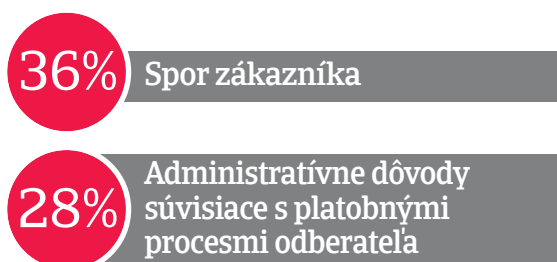 36% Spor zákazníka
Administratívne dôvody
28% súvisiace s platobnými
procesmi odberateľa